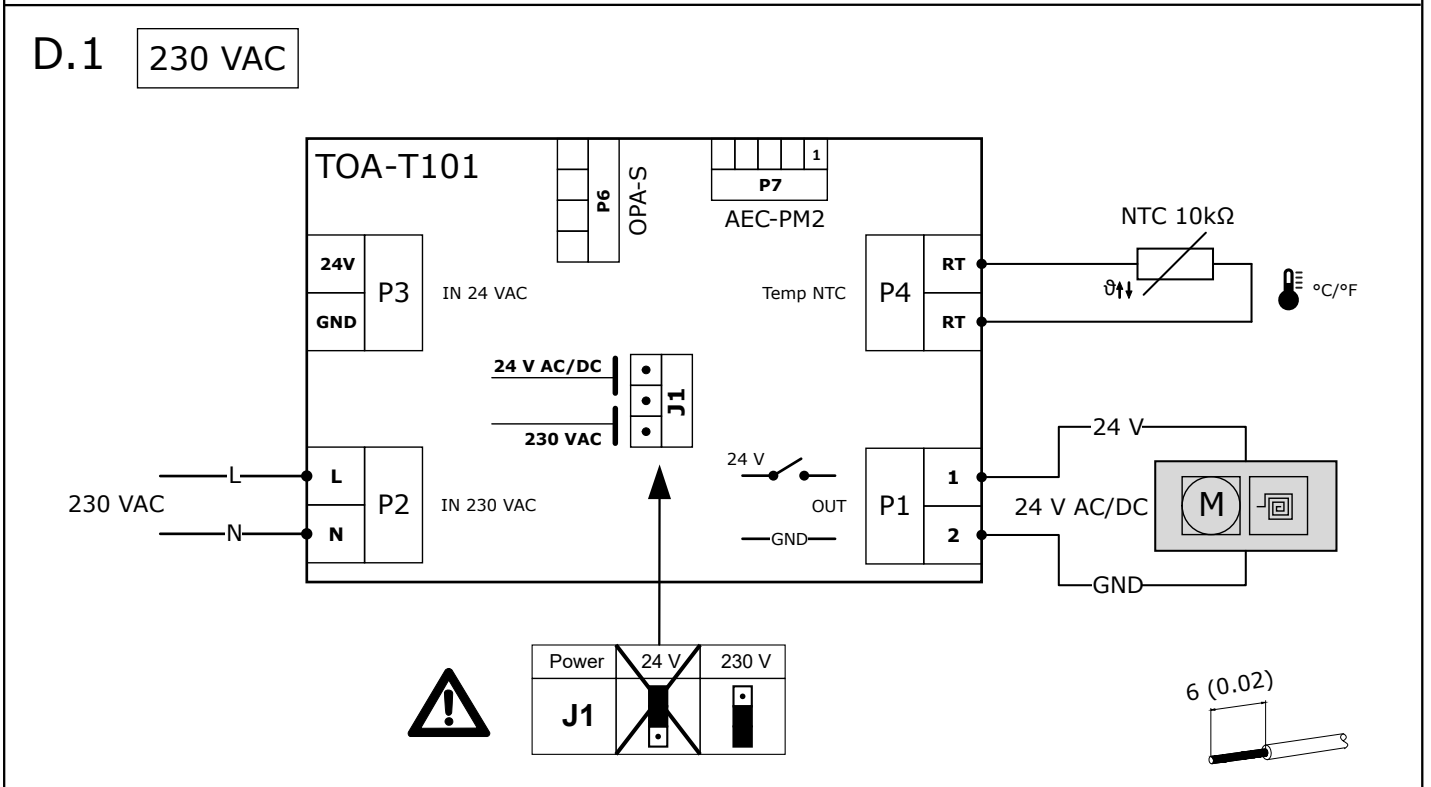 D.1
230 VAC
TOA-T101
P6
OPA-S
1
P7
AEC-PM2
NTC 10kΩ
24V
GND
P3
IN 24 VAC
Temp NTC
P4
RT
RT
ϑ
°C/°F
24 V AC/DC
230 VAC
J1
230 VAC
L
N
L
N
P2
IN 230 VAC
24 V
OUT
GND
P1
1
2
24 V
24 V AC/DC
GND
M
Power 24 V 230 V
J1
6 (0.02)